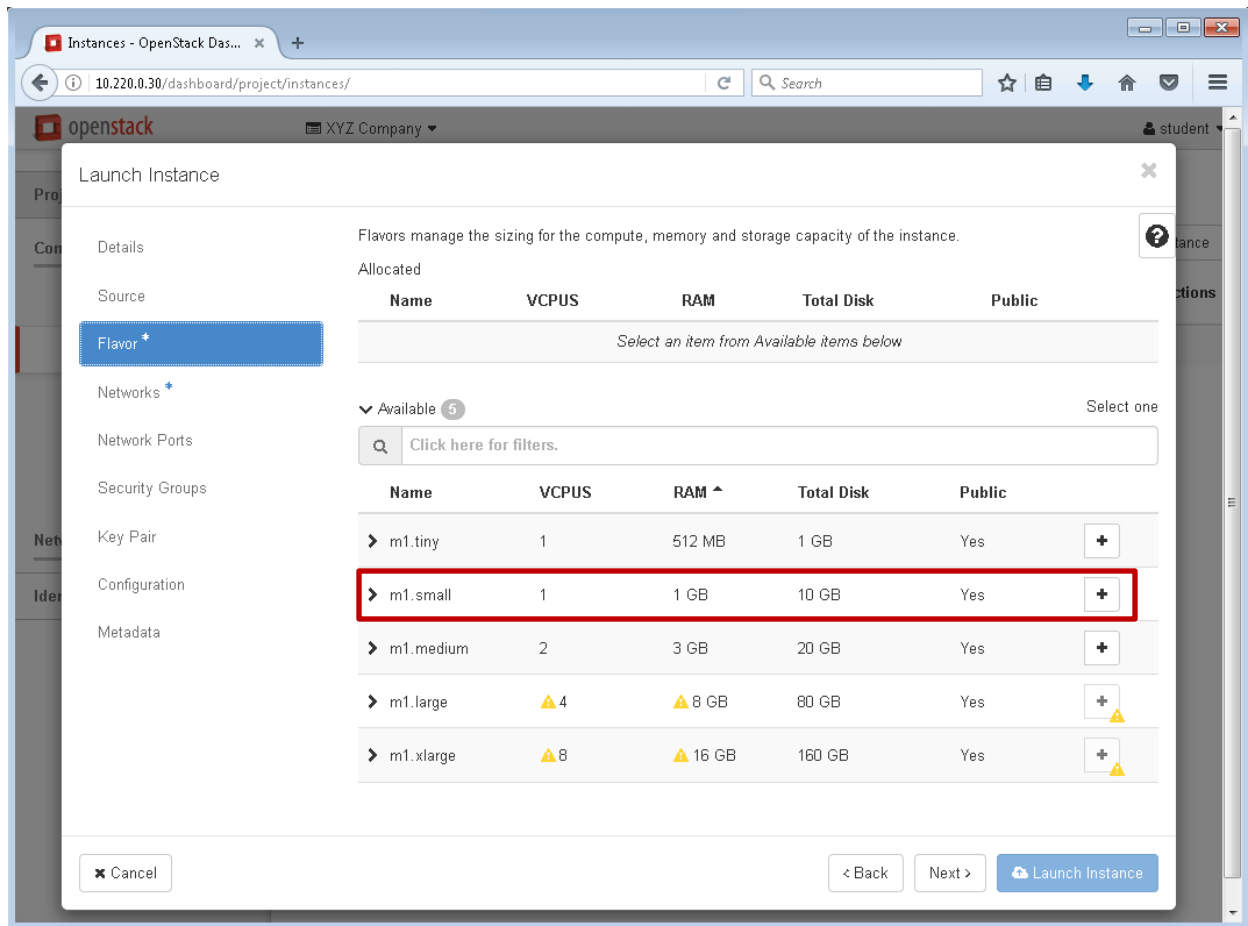 Instances - OpenStack Das... × +
10.220.0.30/dashboard/project/instances/ Search
openstack XYZ Company student
Launch Instance
Proj
Com
tance
ctions
Net
Iden
Details
Source
Flavor *
Networks *
Network Ports
Security Groups
Key Pair
Configuration
Metadata
Flavors manage the sizing for the compute, memory and storage capacity of the instance.
Allocated
Name VCPUS RAM Total Disk Public
Select an item from Available items below
Available 5 Select one
Click here for filters.
Name VCPUS RAM Total Disk Public
m1.tiny 1 512 MB 1 GB Yes +
m1.small 1 1 GB 10 GB Yes +
m1.medium 2 3 GB 20 GB Yes +
m1.large 4 8 GB 80 GB Yes +
m1.xlarge 8 16 GB 160 GB Yes +
× Cancel < Back Next > Launch Instance